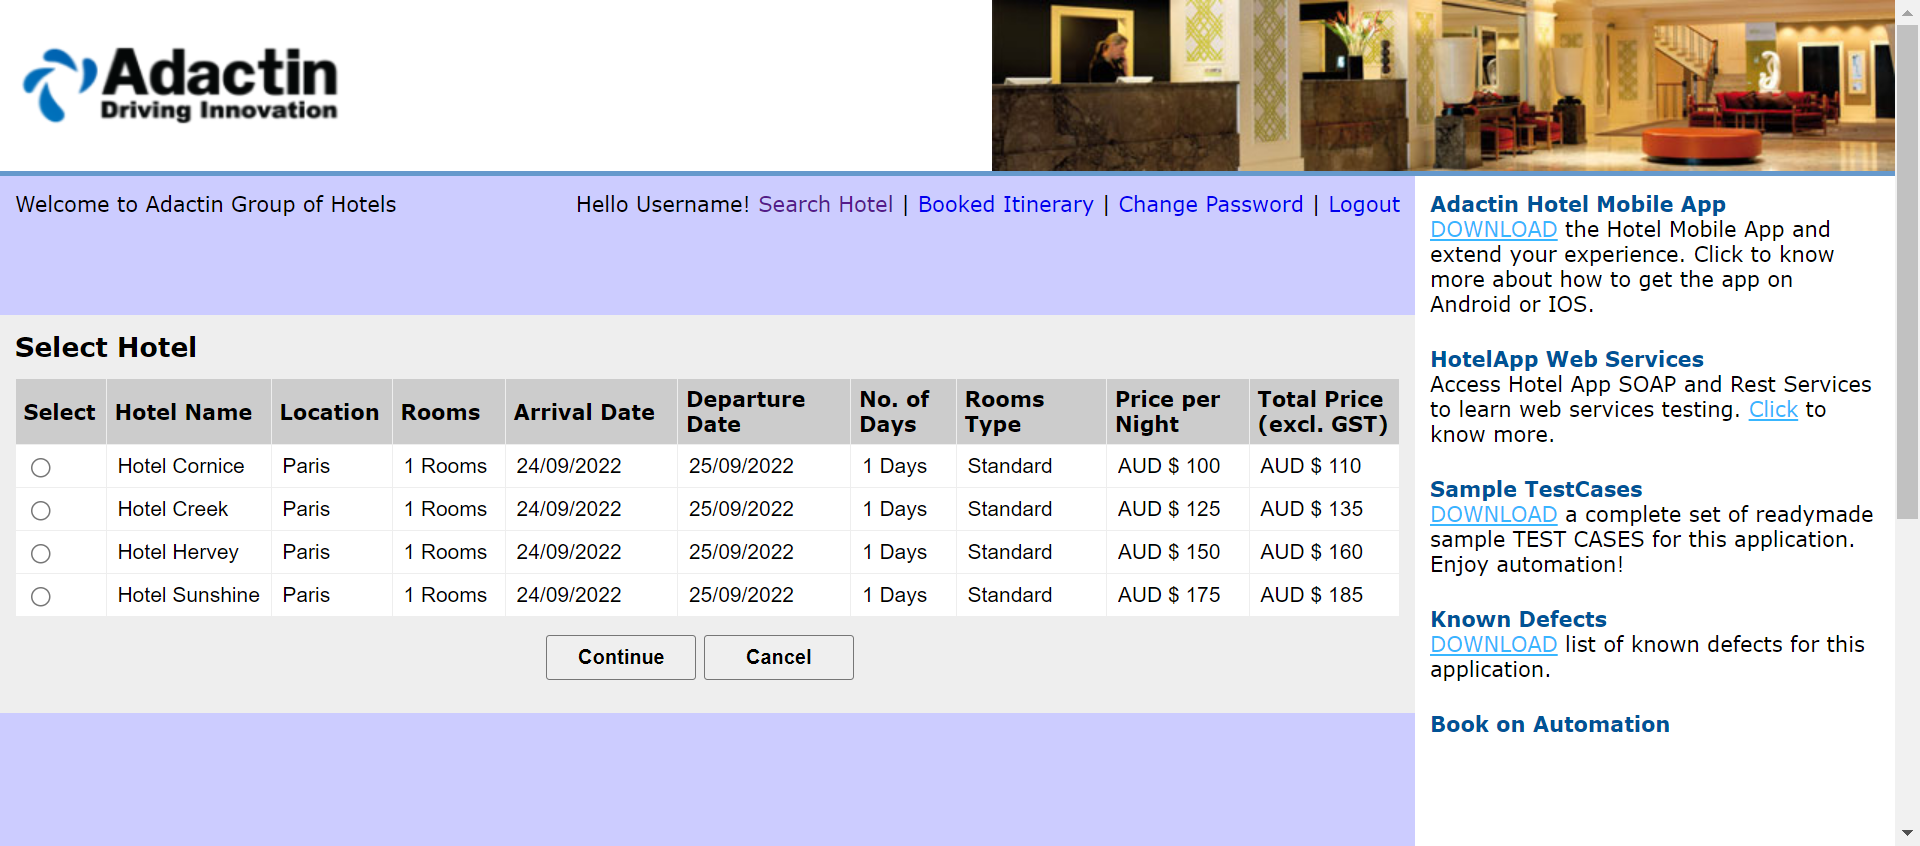 Adactin
Driving Innovation
Welcome to Adactin Group of Hotels
Hello Username! Search Hotel | Booked Itinerary | Change Password | Logout
Select Hotel
Select Hotel Name Location Rooms Arrival Date Departure Date No. of Days Rooms Type Price per Night Total Price (excl. GST)
Hotel Cornice Paris 1 Rooms 24/09/2022 25/09/2022 1 Days Standard AUD $ 100 AUD $ 110
Hotel Creek Paris 1 Rooms 24/09/2022 25/09/2022 1 Days Standard AUD $ 125 AUD $ 135
Hotel Hervey Paris 1 Rooms 24/09/2022 25/09/2022 1 Days Standard AUD $ 150 AUD $ 160
Hotel Sunshine Paris 1 Rooms 24/09/2022 25/09/2022 1 Days Standard AUD $ 175 AUD $ 185
Continue Cancel
Adactin Hotel Mobile App
DOWNLOAD the Hotel Mobile App and
extend your experience. Click to know
more about how to get the app on
Android or IOS.
HotelApp Web Services
Access Hotel App SOAP and Rest Services
to learn web services testing. Click to
know more.
Sample TestCases
DOWNLOAD a complete set of readymade
sample TEST CASES for this application.
Enjoy automation!
Known Defects
DOWNLOAD list of known defects for this
application.
Book on Automation